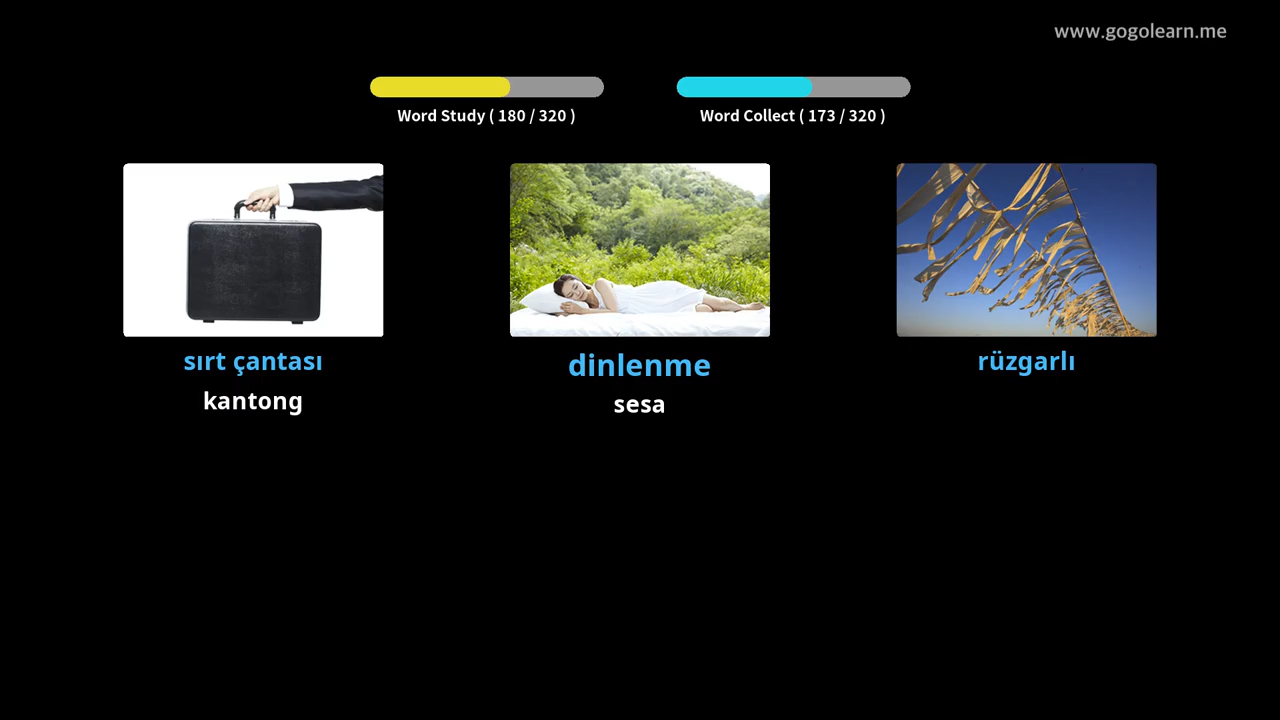 www.gogolearn.me
Word Study ( 180 / 320 )
Word Collect ( 173 / 320 )
sırt çantası
kantong
dinlenme
sesa
rüzgarlı